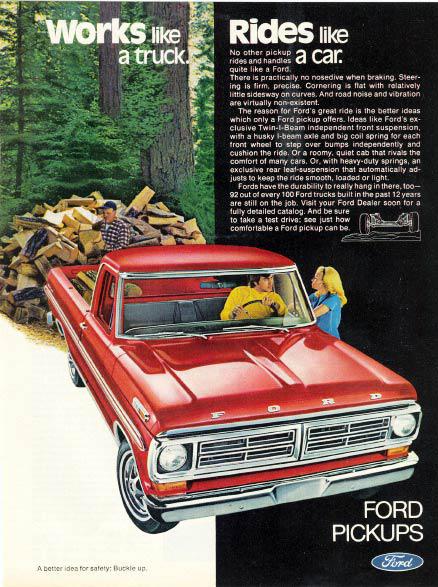 Works like
a truck.
Rides like
a car.
No other pickup
rides and handles
quite like a Ford.
There is practically no nosedive when braking. Steer-
ing is firm, precise. Cornering is flat with relatively
little sidesway on curves. And road noise and vibration
are virtually non-existent.
The reason for Ford's great ride is the better ideas
which only a Ford pickup offers. Ideas like Ford's ex-
clusive Twin-I-Beam independent front suspension,
with a husky I-beam axle and big coil spring for each
front wheel to step over bumps independently and
cushion the ride. Or a roomy, quiet cab that rivals the
comfort of many cars. Or, with heavy-duty springs, an
exclusive rear leaf-suspension that automatically ad-
justs to keep the ride smooth, loaded or light.
Fords have the durability to really hang in there, too—
92 out of every 100 Ford trucks built in the past 12 years
are still on the job. Visit your Ford Dealer soon for a
fully detailed catalog. And be sure
to take a test drive; see just how
comfortable a Ford pickup can be.
FORD
FORD
PICKUPS
Ford
A better idea for safety: Buckle up.